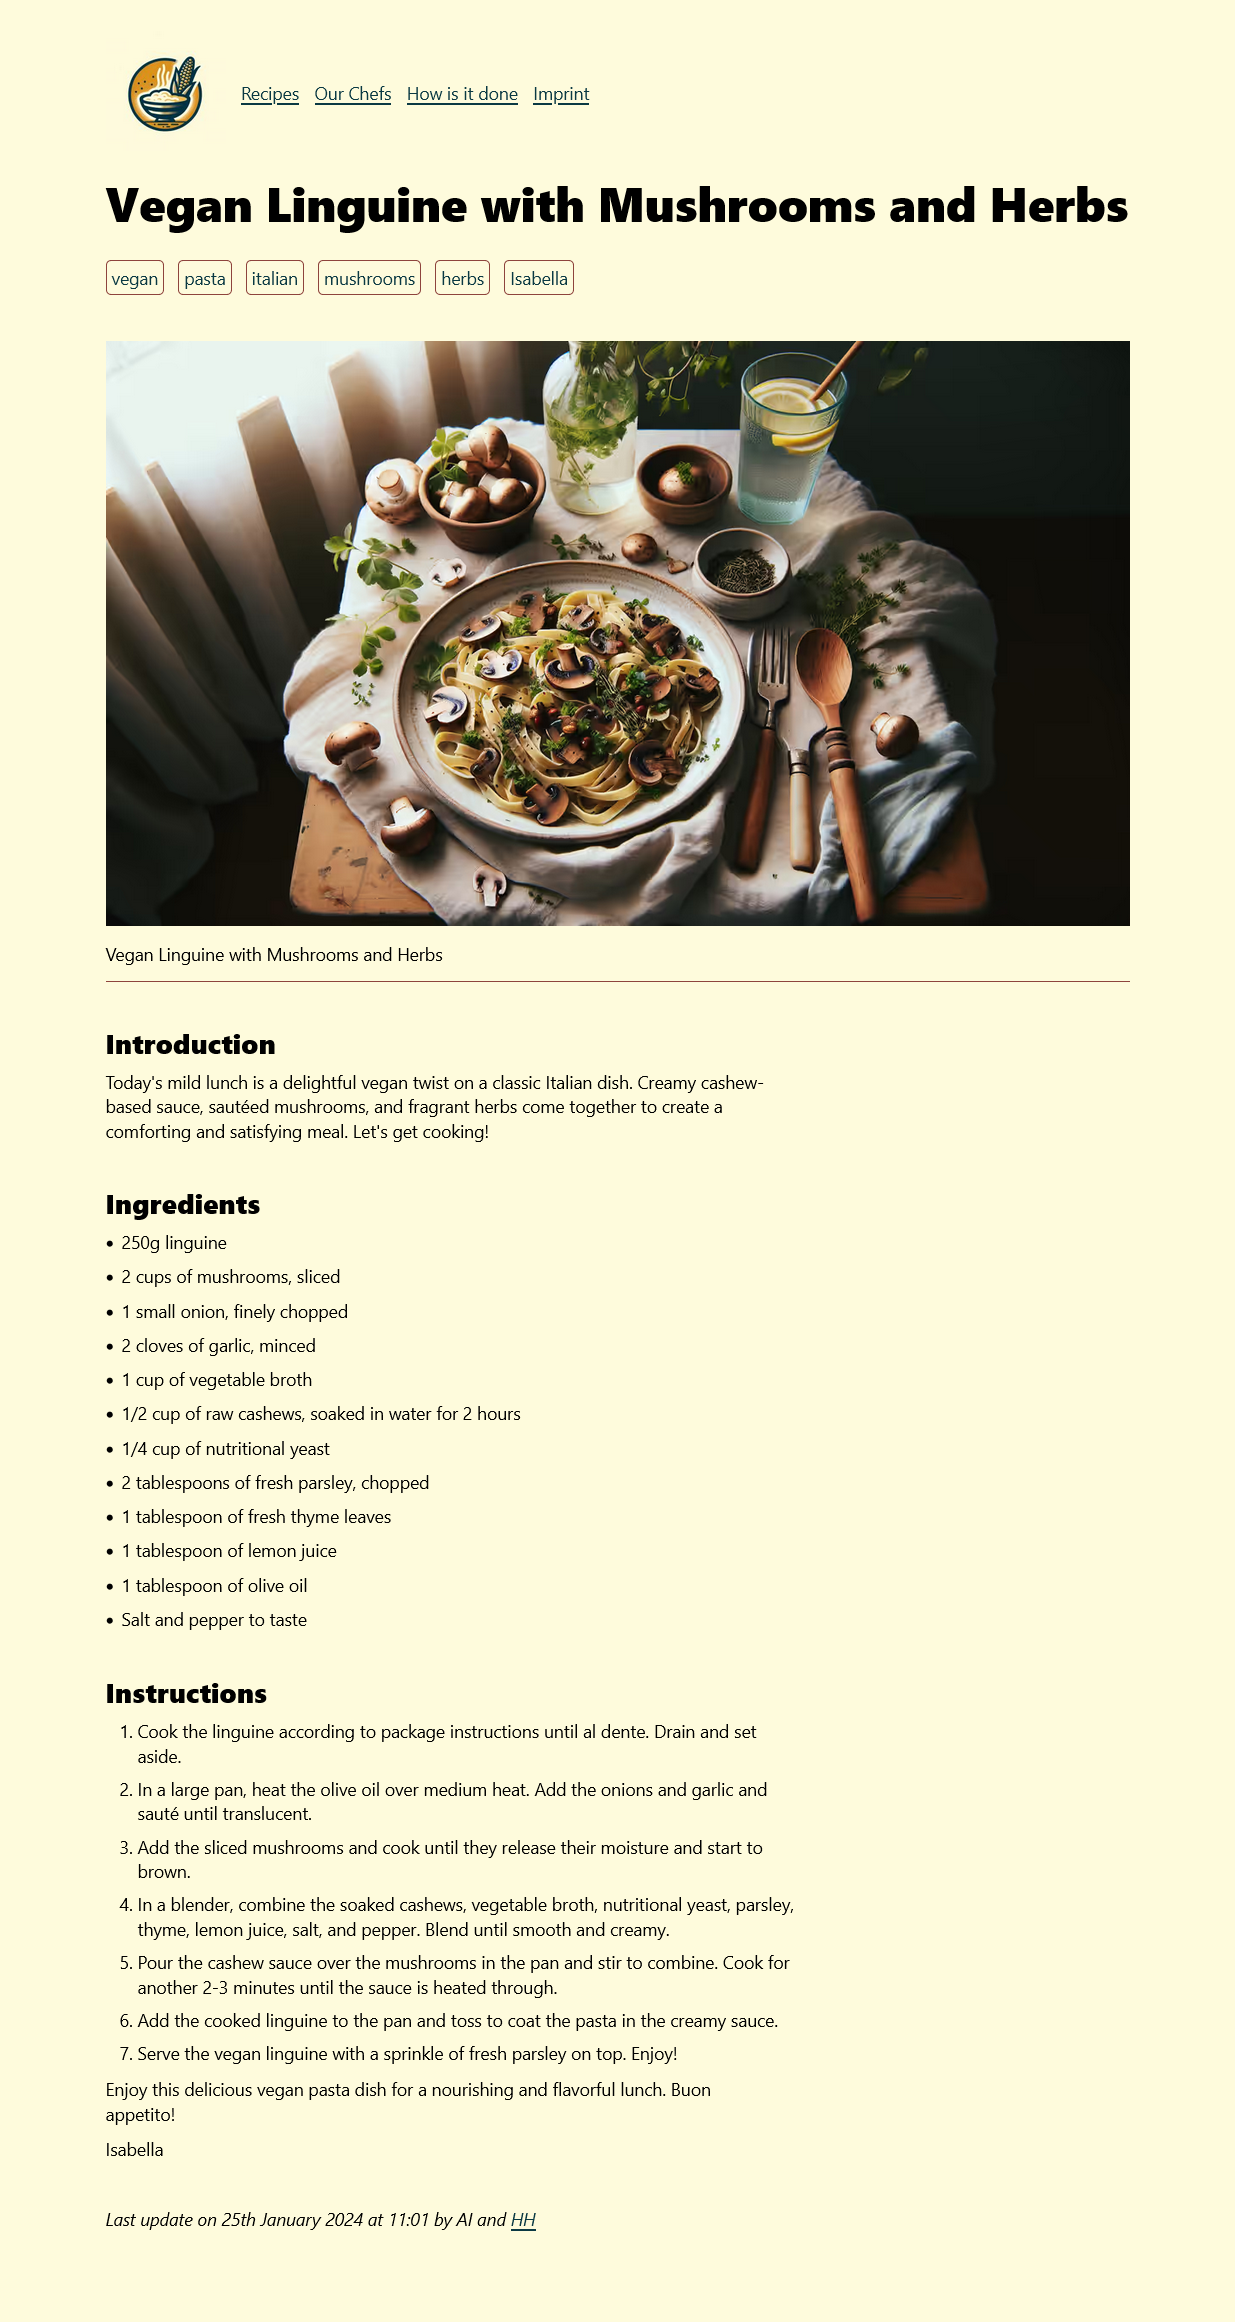 Recipes Our Chefs How is it done Imprint
Vegan Linguine with Mushrooms and Herbs
vegan pasta italian mushrooms herbs Isabella
Vegan Linguine with Mushrooms and Herbs
Introduction
Today's mild lunch is a delightful vegan twist on a classic Italian dish. Creamy cashew-
based sauce, sautéed mushrooms, and fragrant herbs come together to create a
comforting and satisfying meal. Let's get cooking!
Ingredients
• 250g linguine
• 2 cups of mushrooms, sliced
• 1 small onion, finely chopped
• 2 cloves of garlic, minced
• 1 cup of vegetable broth
• 1/2 cup of raw cashews, soaked in water for 2 hours
• 1/4 cup of nutritional yeast
• 2 tablespoons of fresh parsley, chopped
• 1 tablespoon of fresh thyme leaves
• 1 tablespoon of lemon juice
• 1 tablespoon of olive oil
• Salt and pepper to taste
Instructions
1. Cook the linguine according to package instructions until al dente. Drain and set
aside.
2. In a large pan, heat the olive oil over medium heat. Add the onions and garlic and
sauté until translucent.
3. Add the sliced mushrooms and cook until they release their moisture and start to
brown.
4. In a blender, combine the soaked cashews, vegetable broth, nutritional yeast, parsley,
thyme, lemon juice, salt, and pepper. Blend until smooth and creamy.
5. Pour the cashew sauce over the mushrooms in the pan and stir to combine. Cook for
another 2-3 minutes until the sauce is heated through.
6. Add the cooked linguine to the pan and toss to coat the pasta in the creamy sauce.
7. Serve the vegan linguine with a sprinkle of fresh parsley on top. Enjoy!
Enjoy this delicious vegan pasta dish for a nourishing and flavorful lunch. Buon
appetito!
Isabella
Last update on 25th January 2024 at 11:01 by AI and HH